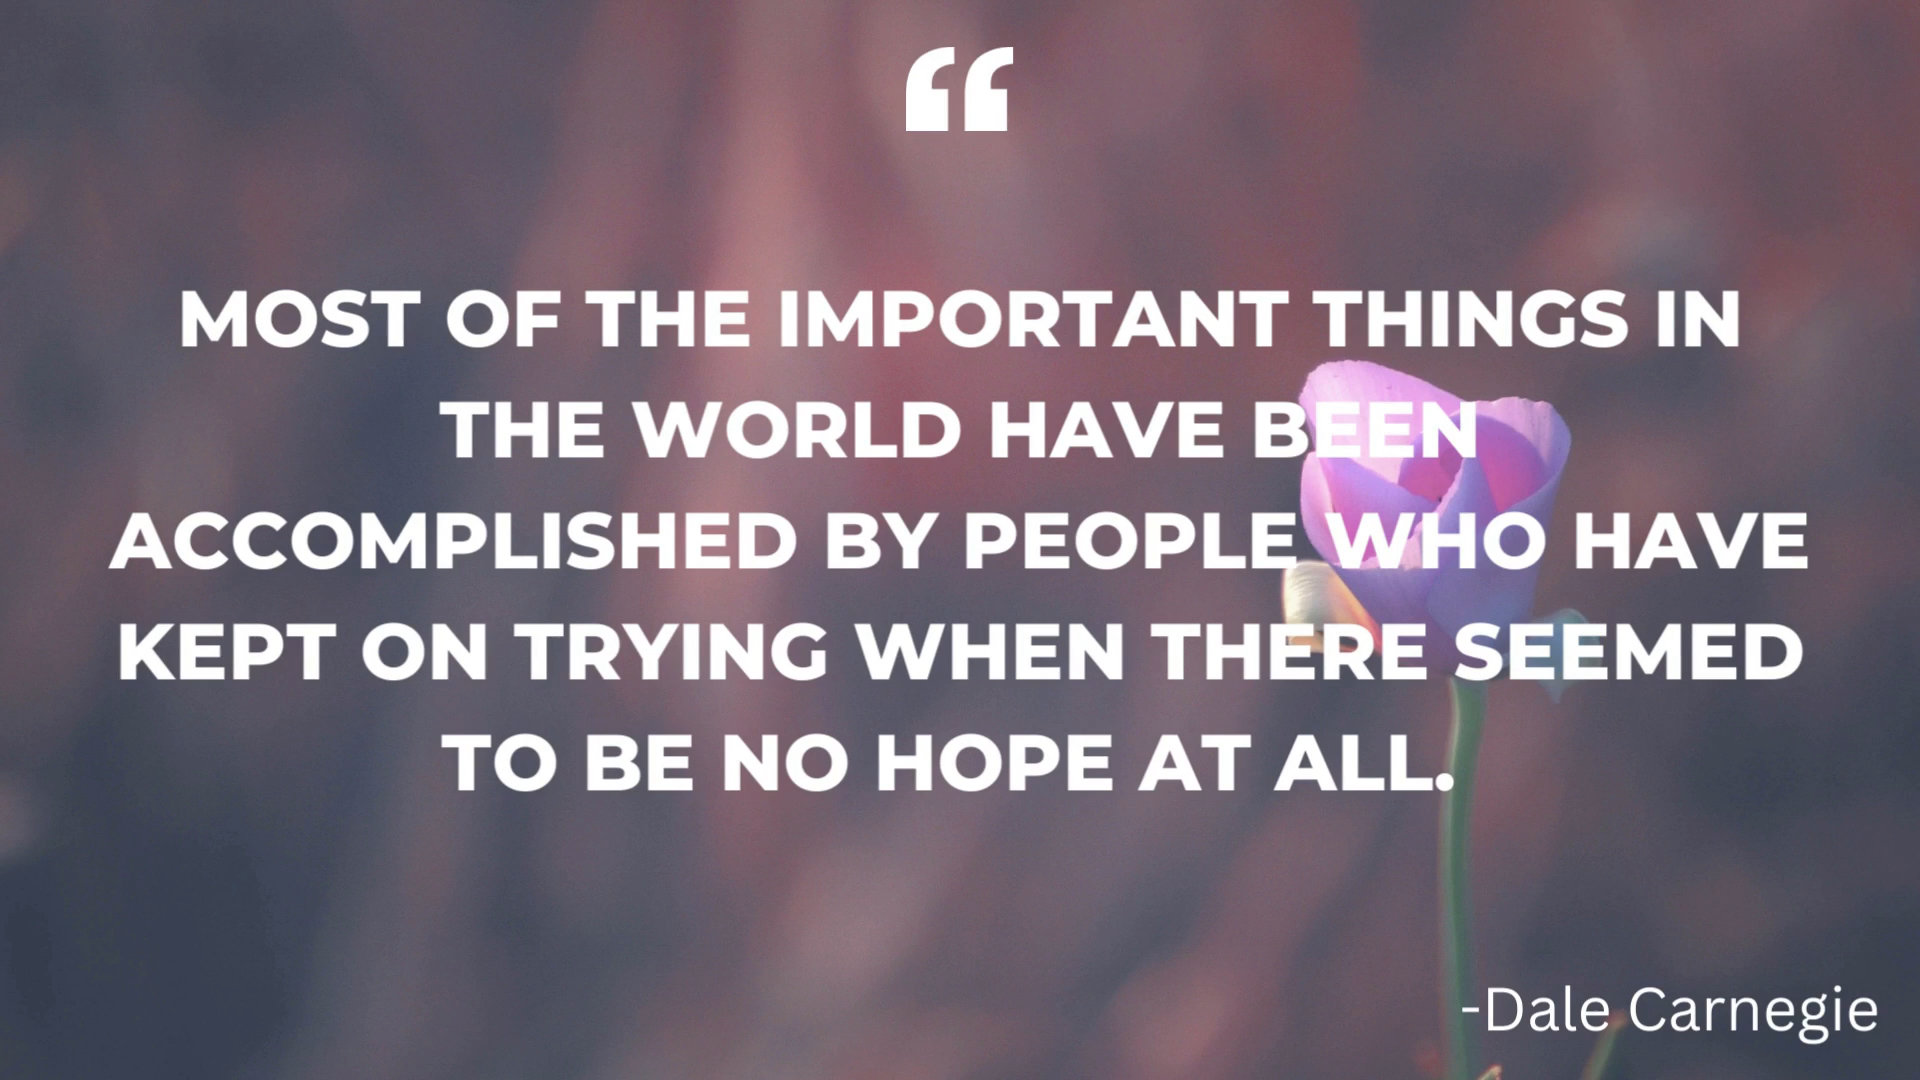 “
MOST OF THE IMPORTANT THINGS IN
THE WORLD HAVE BEEN
ACCOMPLISHED BY PEOPLE WHO HAVE
KEPT ON TRYING WHEN THERE SEEMED
TO BE NO HOPE AT ALL.
-Dale Carnegie